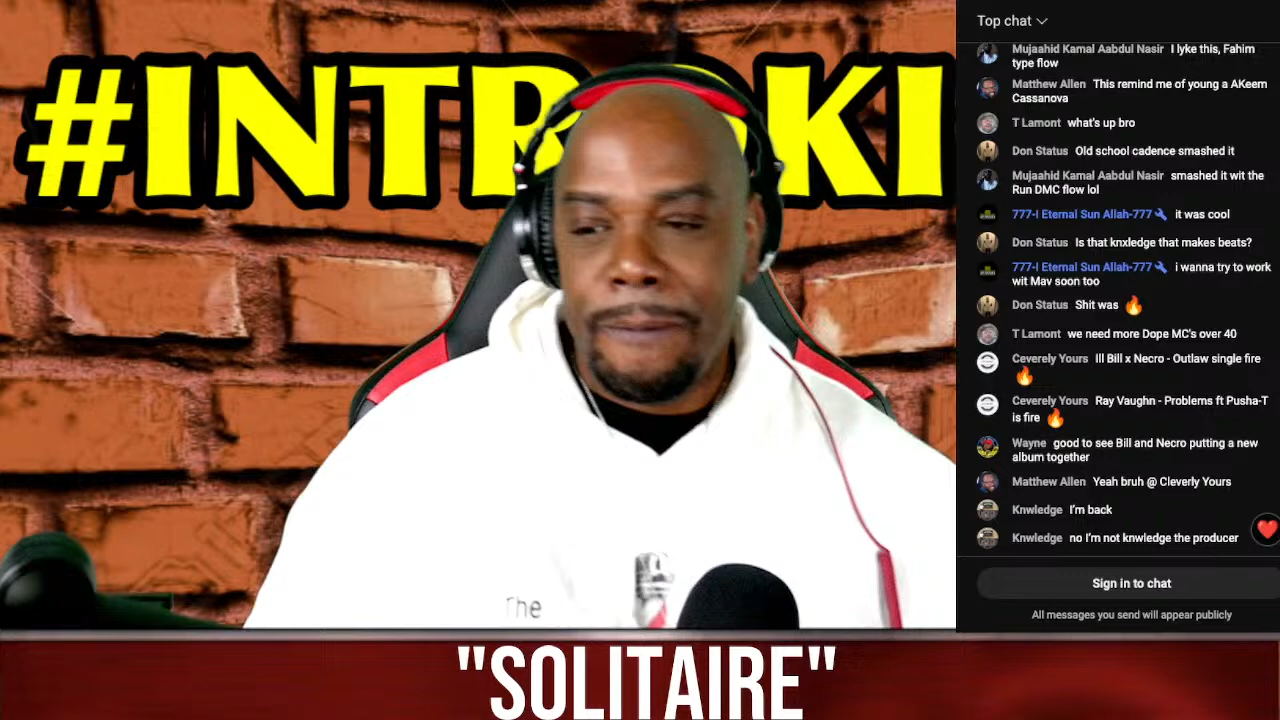 #INTR
KI
The
"SOLITAIRE"
Top chat
Mujaahid Kamal Aabdul Nasir I lyke this, Fahim
type flow
Matthew Allen This remind me of young a AKeem
Cassanova
T Lamont what's up bro
Don Status Old school cadence smashed it
Mujaahid Kamal Aabdul Nasir smashed it wit the
Run DMC flow lol
777-I Eternal Sun Allah-777 it was cool
Don Status Is that knxledge that makes beats?
777-I Eternal Sun Allah-777 i wanna try to work
wit Mav soon too
Don Status Shit was 🔥
T Lamont we need more Dope MC's over 40
Ceverely Yours Ill Bill x Necro - Outlaw single fire
🔥
Ceverely Yours Ray Vaughn - Problems ft Pusha-T
is fire 🔥
Wayne good to see Bill and Necro putting a new
album together
Matthew Allen Yeah bruh @ Cleverly Yours
Knwledge I'm back
Knwledge no I'm not knwledge the producer
Sign in to chat
All messages you send will appear publicly